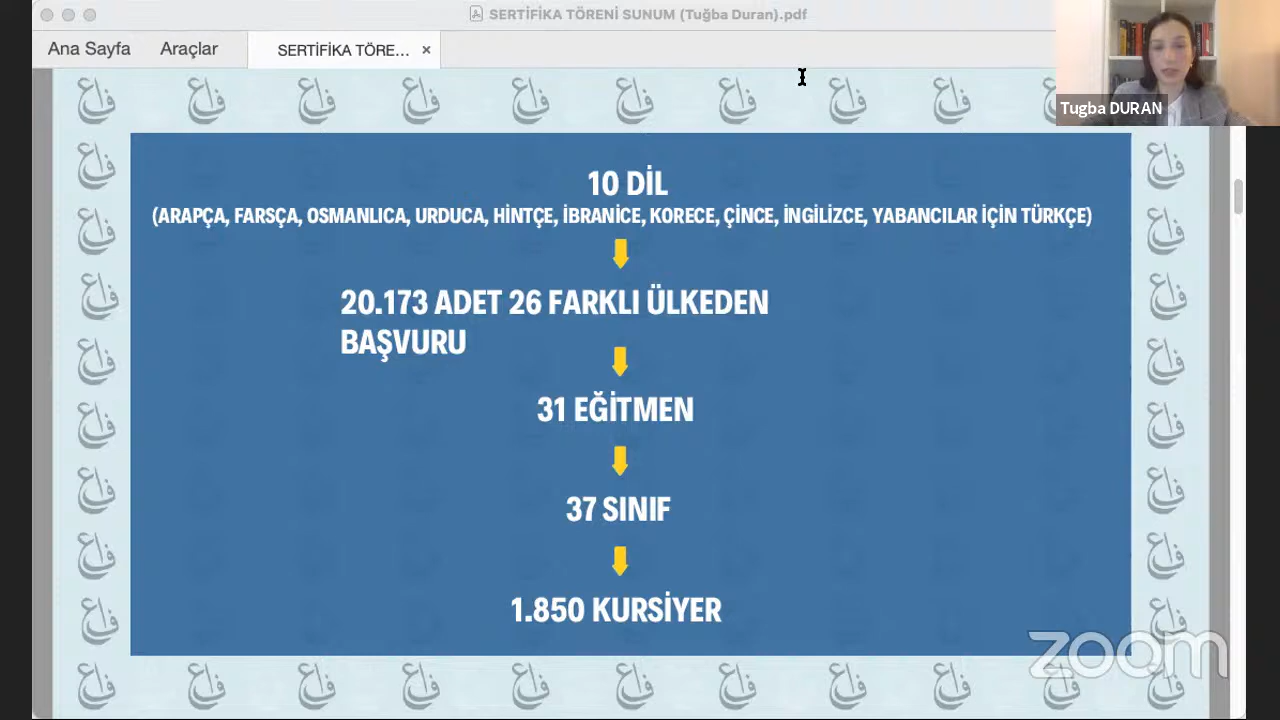 SERTİFİKA TÖRENİ SUNUM (Tuğba Duran).pdf
Ana Sayfa Araçlar SERTİFİKA TÖRE... ×
Tugba DURAN
10 DİL
(ARAPÇA, FARSÇA, OSMANLICA, URDUCA, HİNTÇE, İBRANİCE, KORECE, ÇİNCE, İNGİLİZCE, YABANCILAR İÇİN TÜRKÇE)
20.173 ADET 26 FARKLI ÜLKEDEN
BAŞVURU
31 EĞİTMEN
37 SINIF
1.850 KURSİYER
zoom